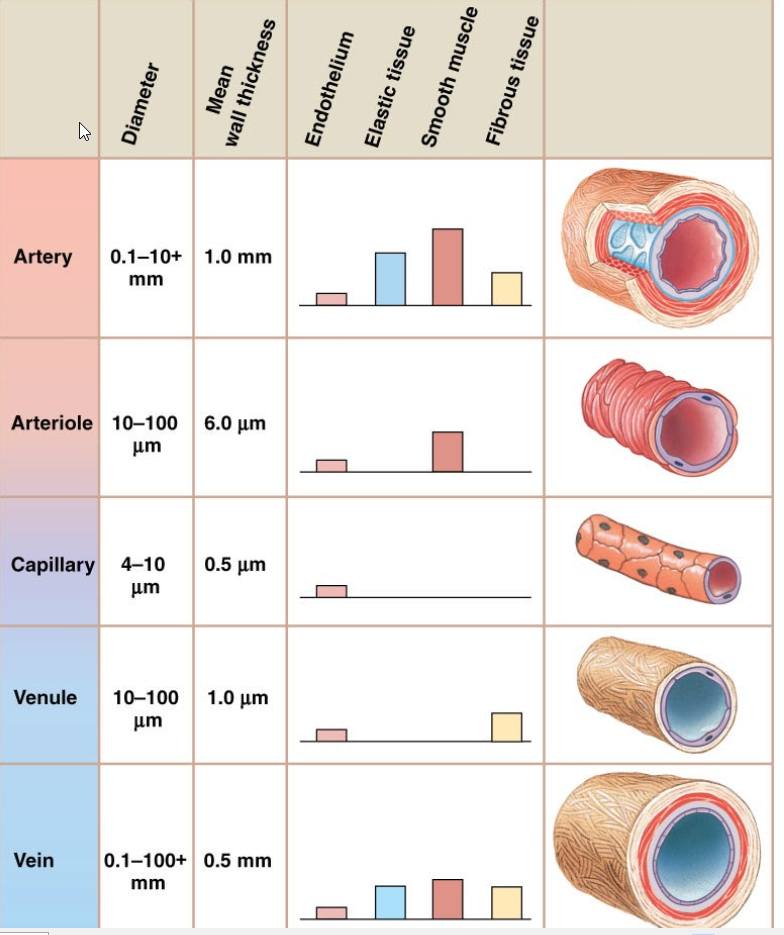 Diameter
Mean
wall thickness
Endothelium
Elastic tissue
Smooth muscle
Fibrous tissue
Artery
0.1–10+
mm
1.0 mm
Arteriole
10–100
µm
6.0 µm
Capillary
4–10
µm
0.5 µm
Venule
10–100
µm
1.0 µm
Vein
0.1–100+
mm
0.5 mm